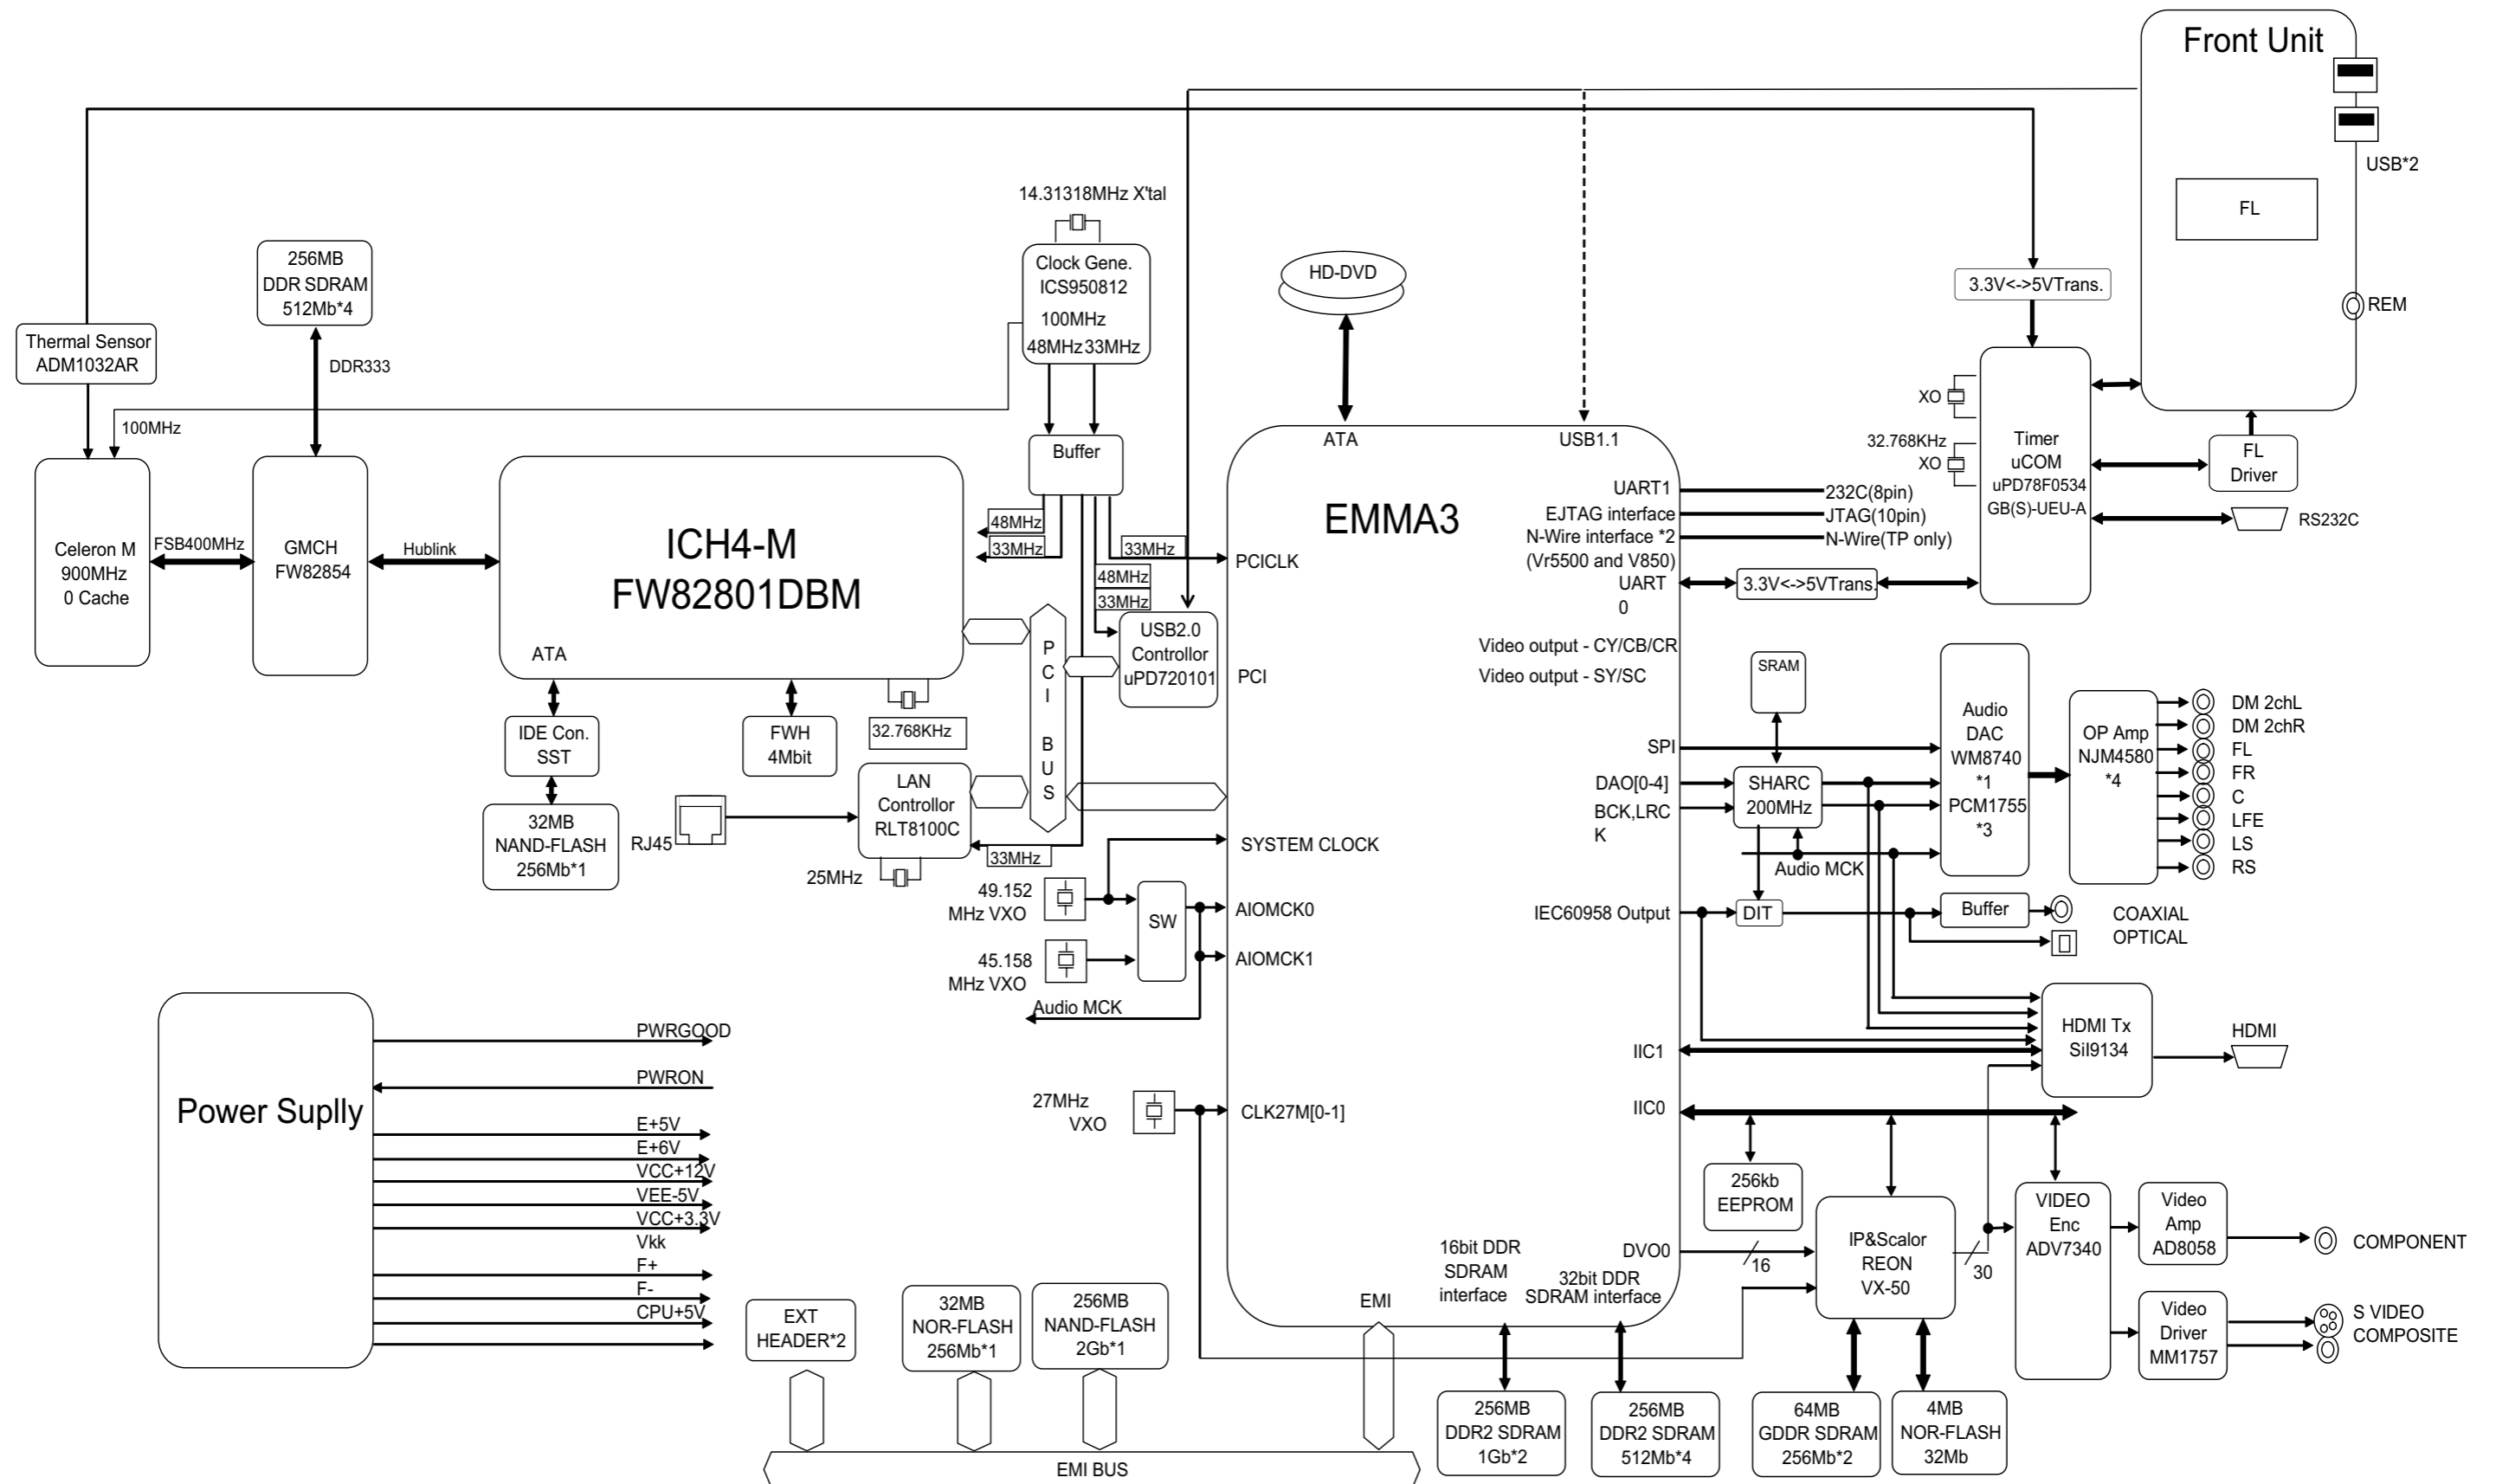 Front Unit
USB*2
FL
REM
14.31318MHz X'tal
Clock Gene.
ICS950812
100MHz
48MHz 33MHz
256MB
DDR SDRAM
512Mb*4
HD-DVD
3.3V<->5VTrans.
Thermal Sensor
ADM1032AR
DDR333
100MHz
Buffer
ATA
USB1.1
XO
32.768KHz
XO
Timer
uCOM
uPD78F0534
GB(S)-UEU-A
FL
Driver
RS232C
Celeron M
900MHz
0 Cache
FSB400MHz
GMCH
FW82854
Hublink
ICH4-M
FW82801DBM
ATA
48MHz
33MHz
33MHz
48MHz
33MHz
EMMA3
PCICLK
UART1
232C(8pin)
EJTAG interface
JTAG(10pin)
N-Wire interface *2
N-Wire(TP only)
(Vr5500 and V850)
UART
0
3.3V<->5VTrans.
USB2.0
Controllor
uPD720101
PCI
PCI BUS
Video output - CY/CB/CR
Video output - SY/SC
SRAM
Audio
DAC
WM8740
*1
PCM1755
*3
OP Amp
NJM4580
*4
DM 2chL
DM 2chR
FL
FR
C
LFE
LS
RS
IDE Con.
SST
FWH
4Mbit
32.768KHz
SPI
DAO[0-4]
BCK,LRC
K
SHARC
200MHz
Audio MCK
32MB
NAND-FLASH
256Mb*1
RJ45
LAN
Controllor
RLT8100C
33MHz
25MHz
SYSTEM CLOCK
49.152
MHz VXO
SW
AIOMCK0
45.158
MHz VXO
AIOMCK1
Audio MCK
IEC60958 Output
DIT
Buffer
COAXIAL
OPTICAL
HDMI Tx
SiI9134
HDMI
IIC1
IIC0
Power Suplly
PWRGOOD
PWRON
E+5V
E+6V
VCC+12V
VEE-5V
VCC+3.3V
Vkk
F+
F-
CPU+5V
27MHz
VXO
CLK27M[0-1]
256kb
EEPROM
DVO0
16
IP&Scalor
REON
VX-50
30
VIDEO
Enc
ADV7340
Video
Amp
AD8058
COMPONENT
Video
Driver
MM1757
S VIDEO
COMPOSITE
16bit DDR
SDRAM
interface
32bit DDR
SDRAM interface
EMI
EXT
HEADER*2
32MB
NOR-FLASH
256Mb*1
256MB
NAND-FLASH
2Gb*1
256MB
DDR2 SDRAM
1Gb*2
256MB
DDR2 SDRAM
512Mb*4
64MB
GDDR SDRAM
256Mb*2
4MB
NOR-FLASH
32Mb
EMI BUS